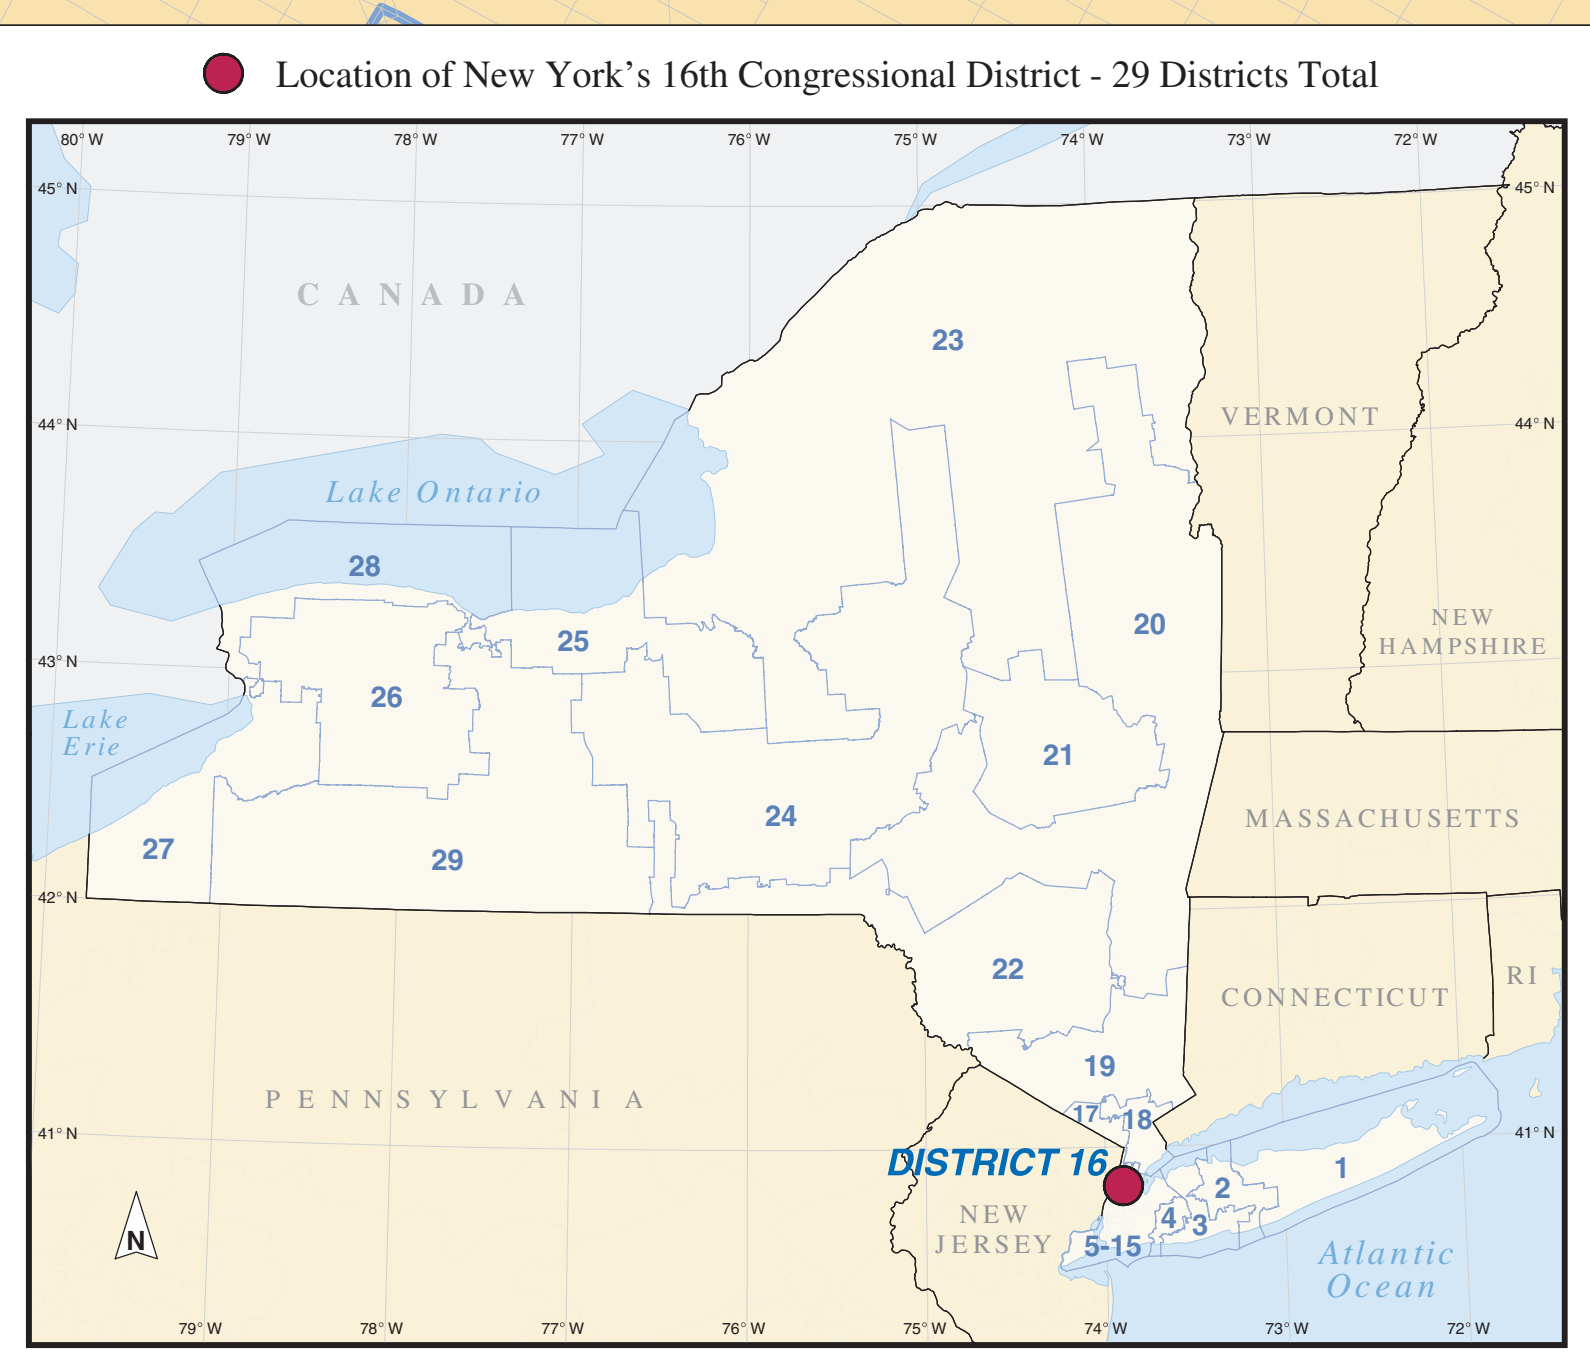 Location of New York’s 16th Congressional District - 29 Districts Total
80° W 79° W 78° W 77° W 76° W 75° W 74° W 73° W 72° W
45° N 45° N
CANADA
23
44° N 44° N
VERMONT
Lake Ontario
28
20
NEW
HAMPSHIRE
25
43° N 43° N
26
Lake
Erie
21
24
MASSACHUSETTS
27
29
42° N
22
RI
CONNECTICUT
19
PENNSYLVANIA
17
18
41° N 41° N
DISTRICT 16
1
2
NEW
JERSEY
4
3
5-15
N
Atlantic
Ocean
79° W 78° W 77° W 76° W 75° W 74° W 73° W 72° W